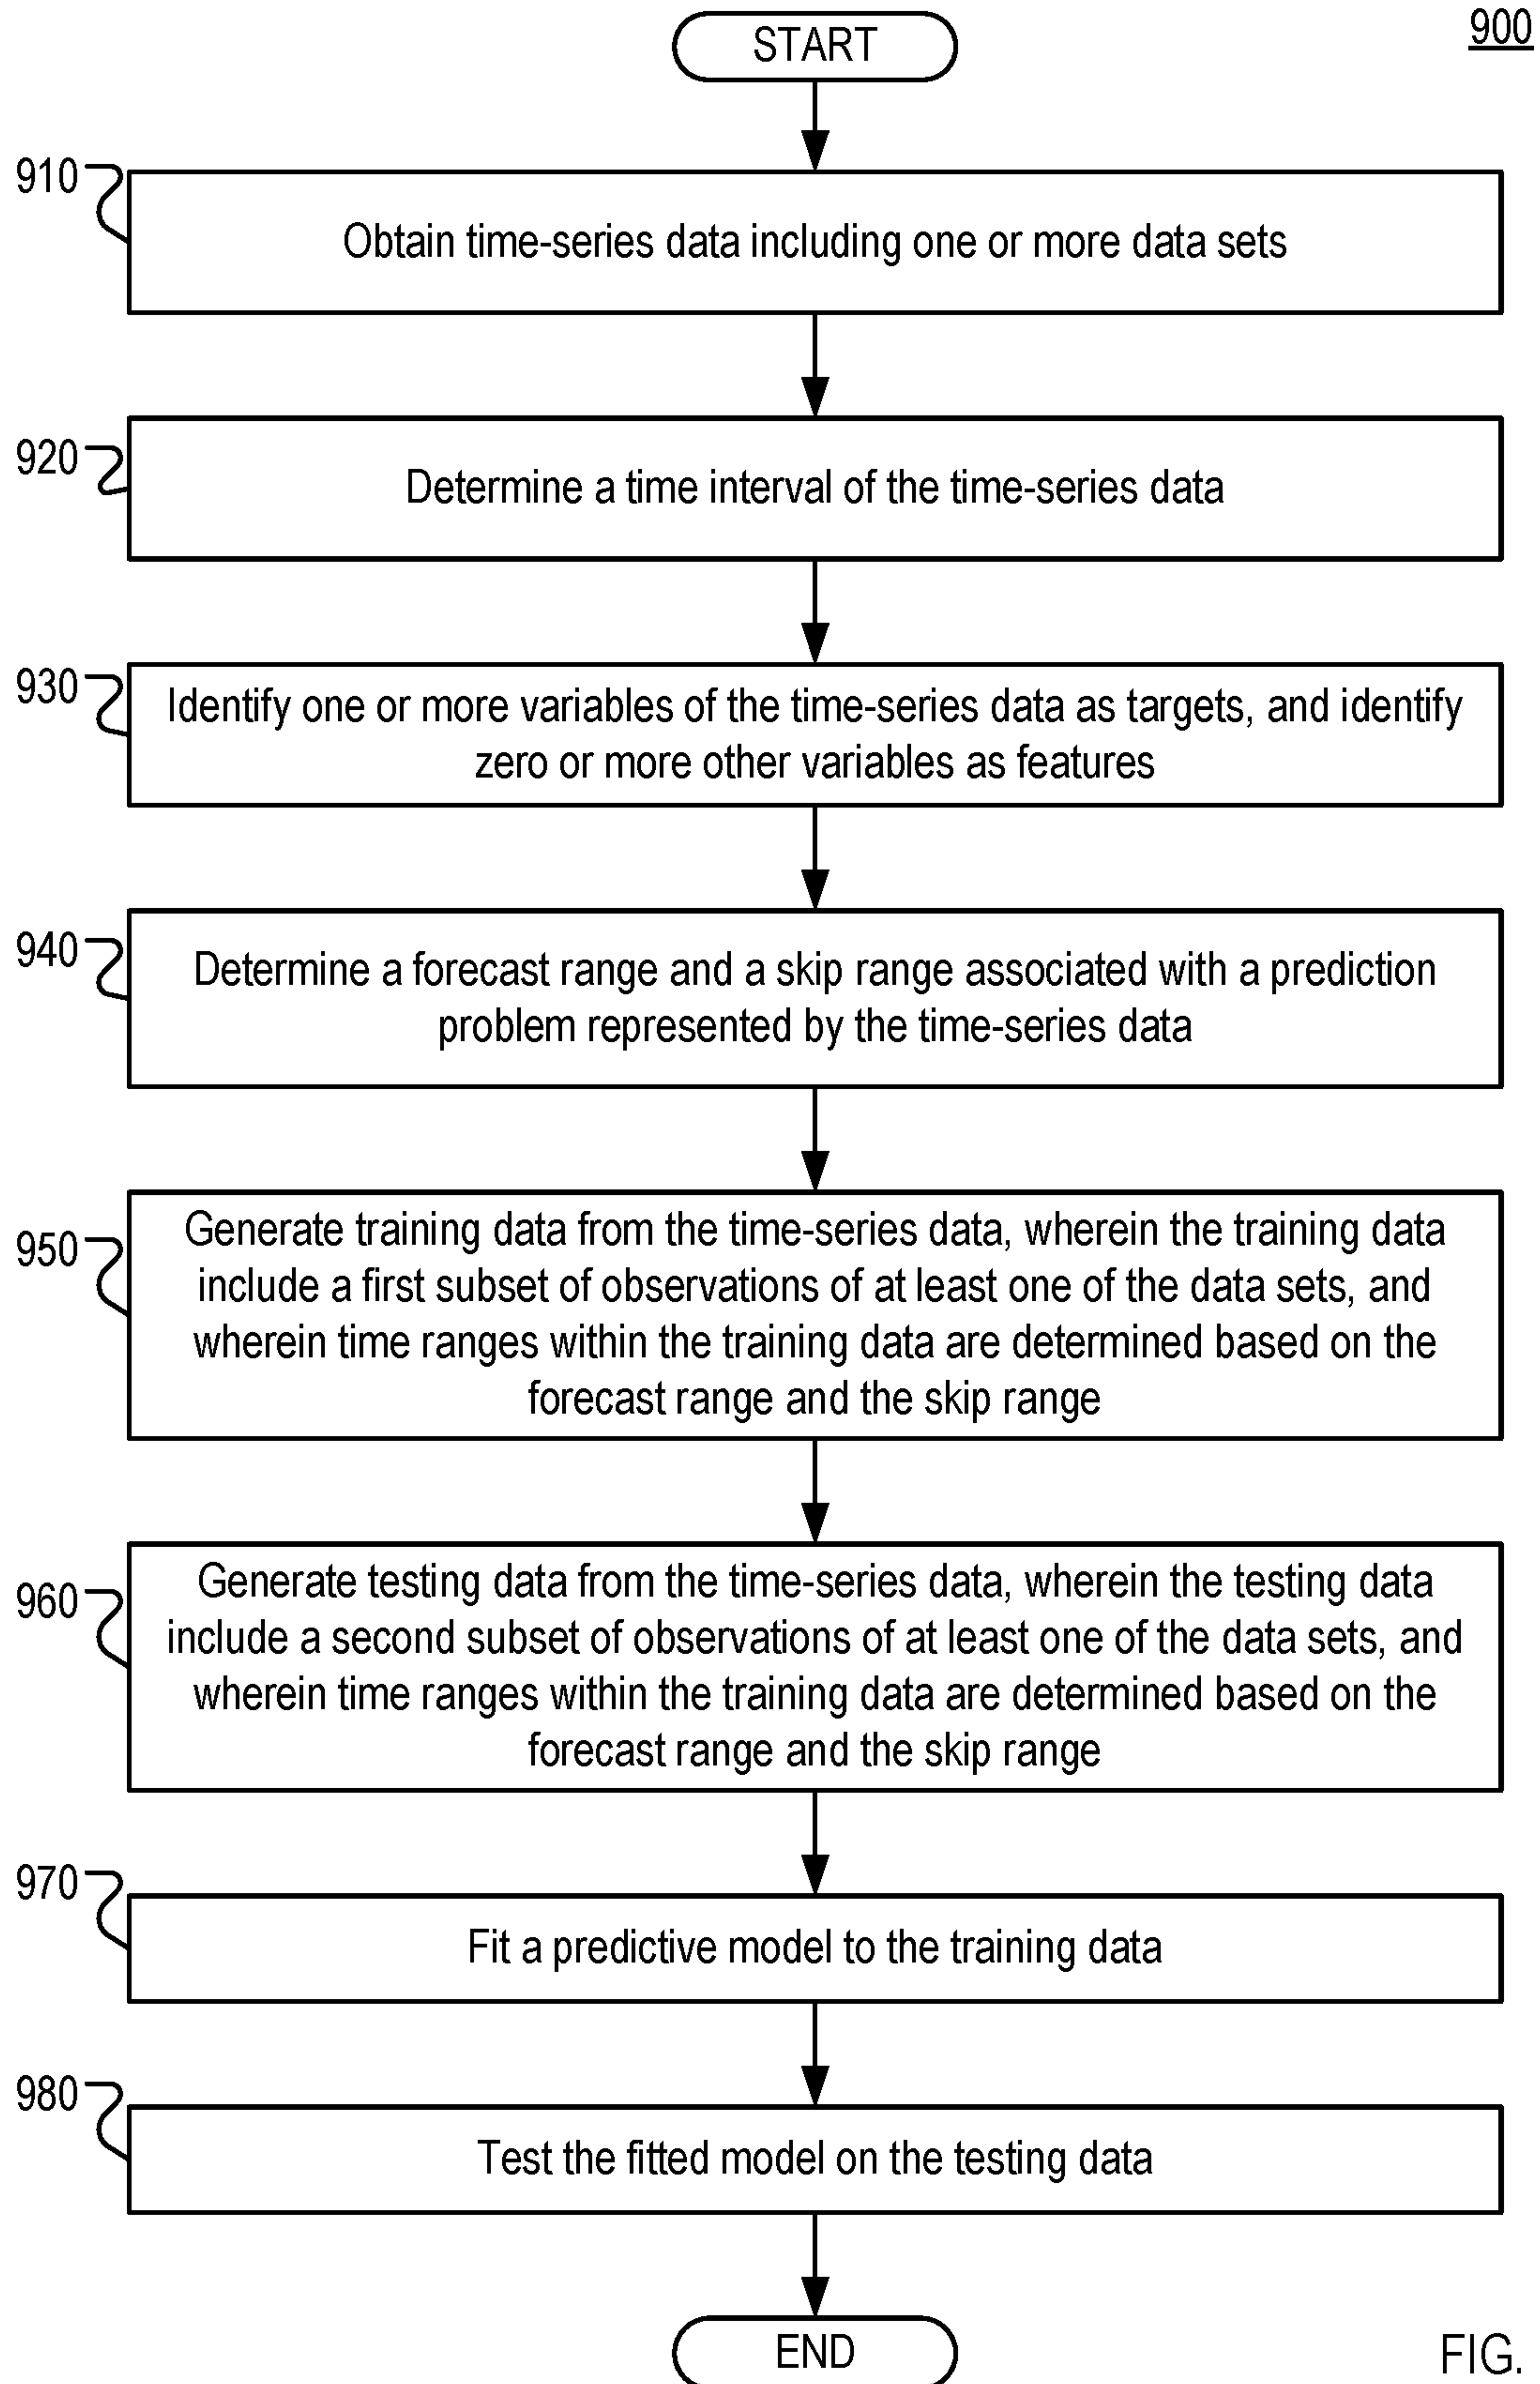 START
900
910
Obtain time-series data including one or more data sets
920
Determine a time interval of the time-series data
930
Identify one or more variables of the time-series data as targets, and identify
zero or more other variables as features
940
Determine a forecast range and a skip range associated with a prediction
problem represented by the time-series data
950
Generate training data from the time-series data, wherein the training data
include a first subset of observations of at least one of the data sets, and
wherein time ranges within the training data are determined based on the
forecast range and the skip range
960
Generate testing data from the time-series data, wherein the testing data
include a second subset of observations of at least one of the data sets, and
wherein time ranges within the training data are determined based on the
forecast range and the skip range
970
Fit a predictive model to the training data
980
Test the fitted model on the testing data
END
FIG.